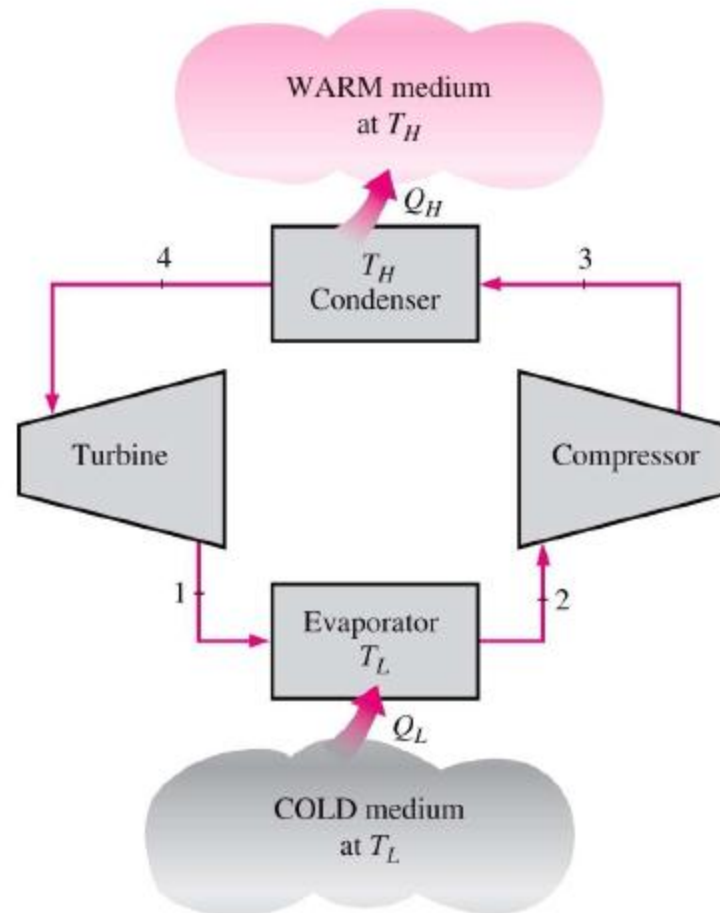 WARM medium
at T_H
Q_H
4
3
T_H
Condenser
Turbine
Compressor
1
2
Evaporator
T_L
Q_L
COLD medium
at T_L